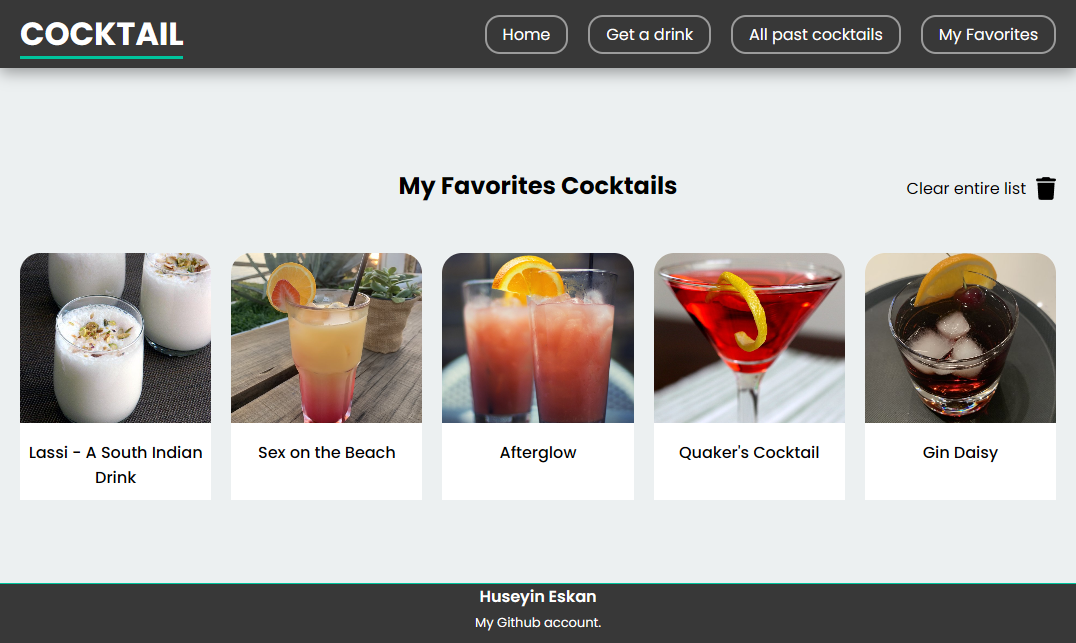 COCKTAIL
Home
Get a drink
All past cocktails
My Favorites
My Favorites Cocktails
Clear entire list
Lassi - A South Indian
Drink
Sex on the Beach
Afterglow
Quaker's Cocktail
Gin Daisy
Huseyin Eskan
My Github account.